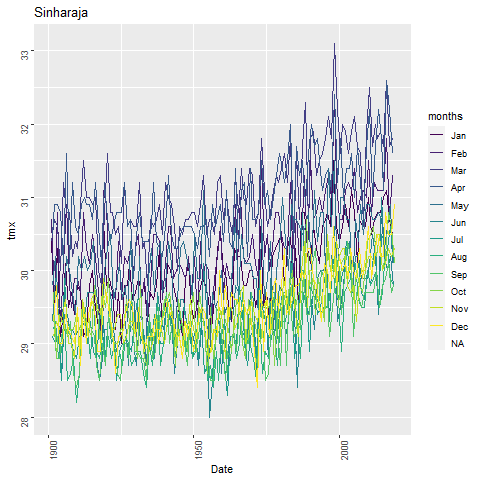 Sinharaja
33
32
31
30
29
28
tmx
1900
1950
2000
Date
months
Jan
Feb
Mar
Apr
May
Jun
Jul
Aug
Sep
Oct
Nov
Dec
NA